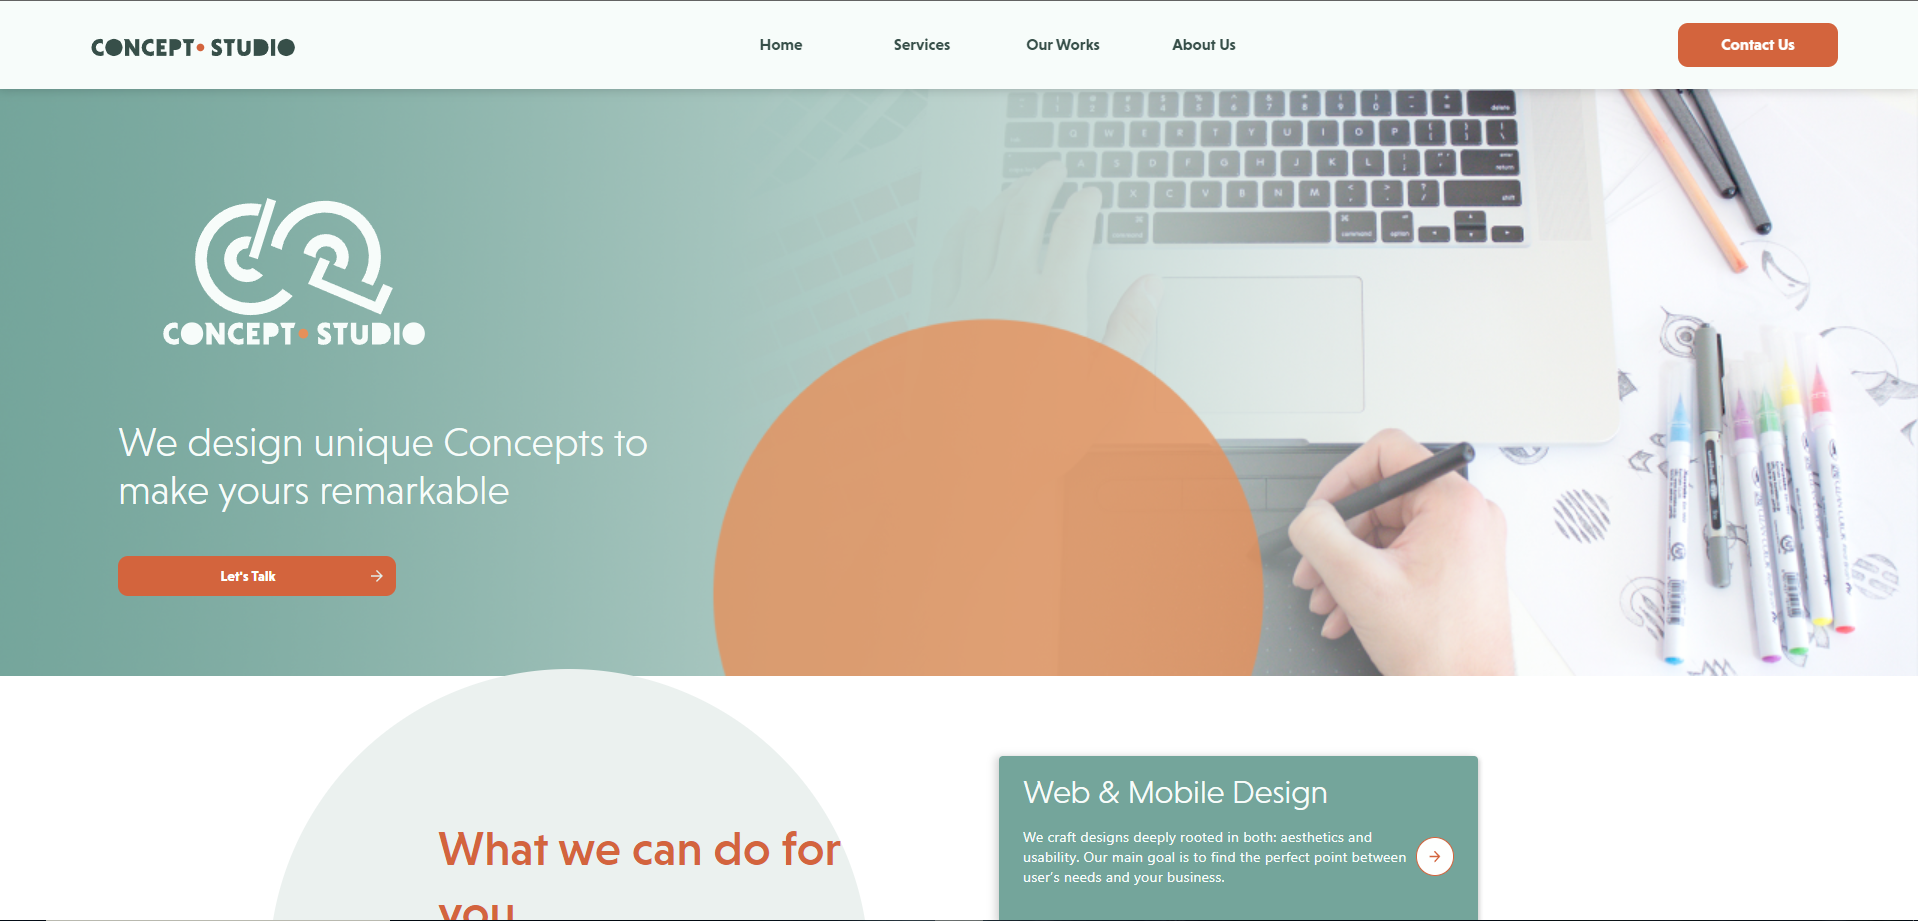 CONCEPT• STUDIO
Home Services Our Works About Us Contact Us
CONCEPT• STUDIO
We design unique Concepts to
make yours remarkable
Let's Talk
What we can do for
you
Web & Mobile Design
We craft designs deeply rooted in both: aesthetics and
usability. Our main goal is to find the perfect point between
user's needs and your business.